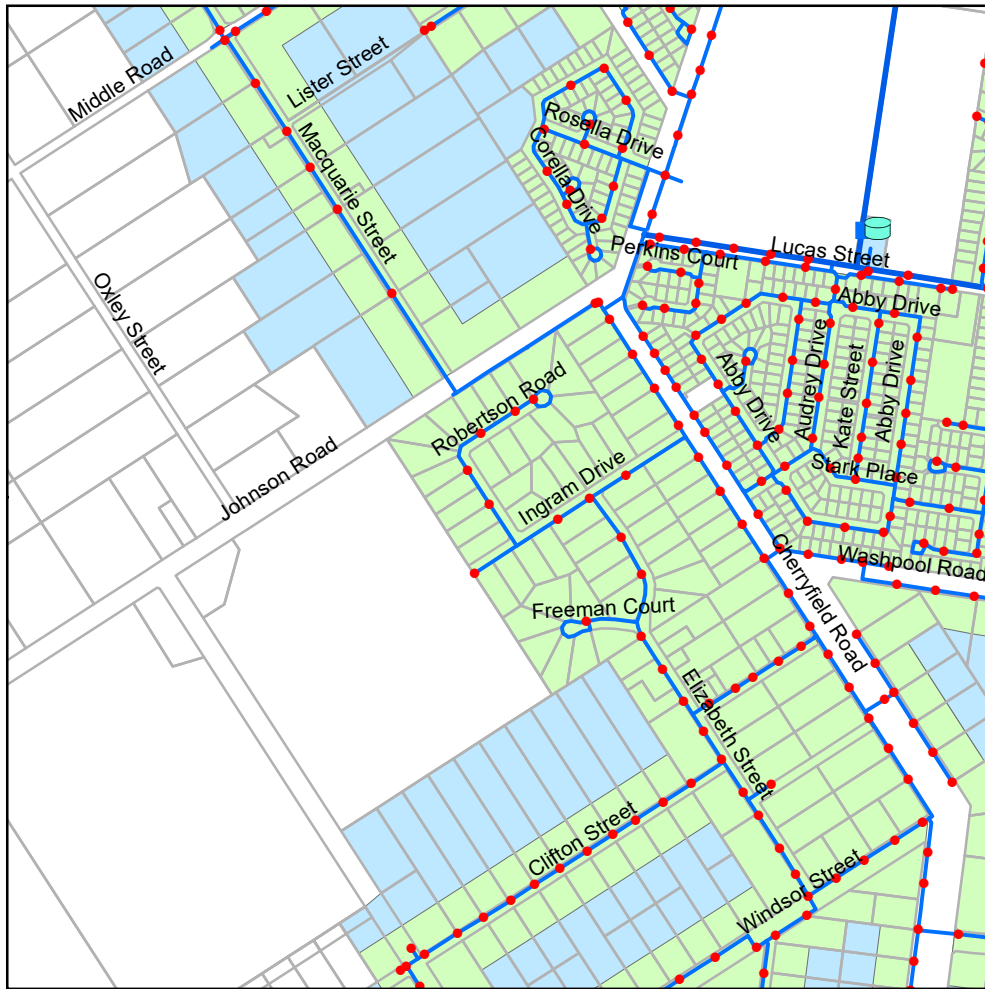 Middle Road
Lister Street
Rosella Drive
Corella Drive
Macquarie Street
Perkins Court
Lucas Street
Oxley Street
Abby Drive
Abby Drive
Audrey Drive
Kate Street
Abby Drive
Robertson Road
Stark Place
Johnson Road
Ingram Drive
Cherryfield Road
Washpool Road
Freeman Court
Elizabeth Street
Clifton Street
Windsor Street